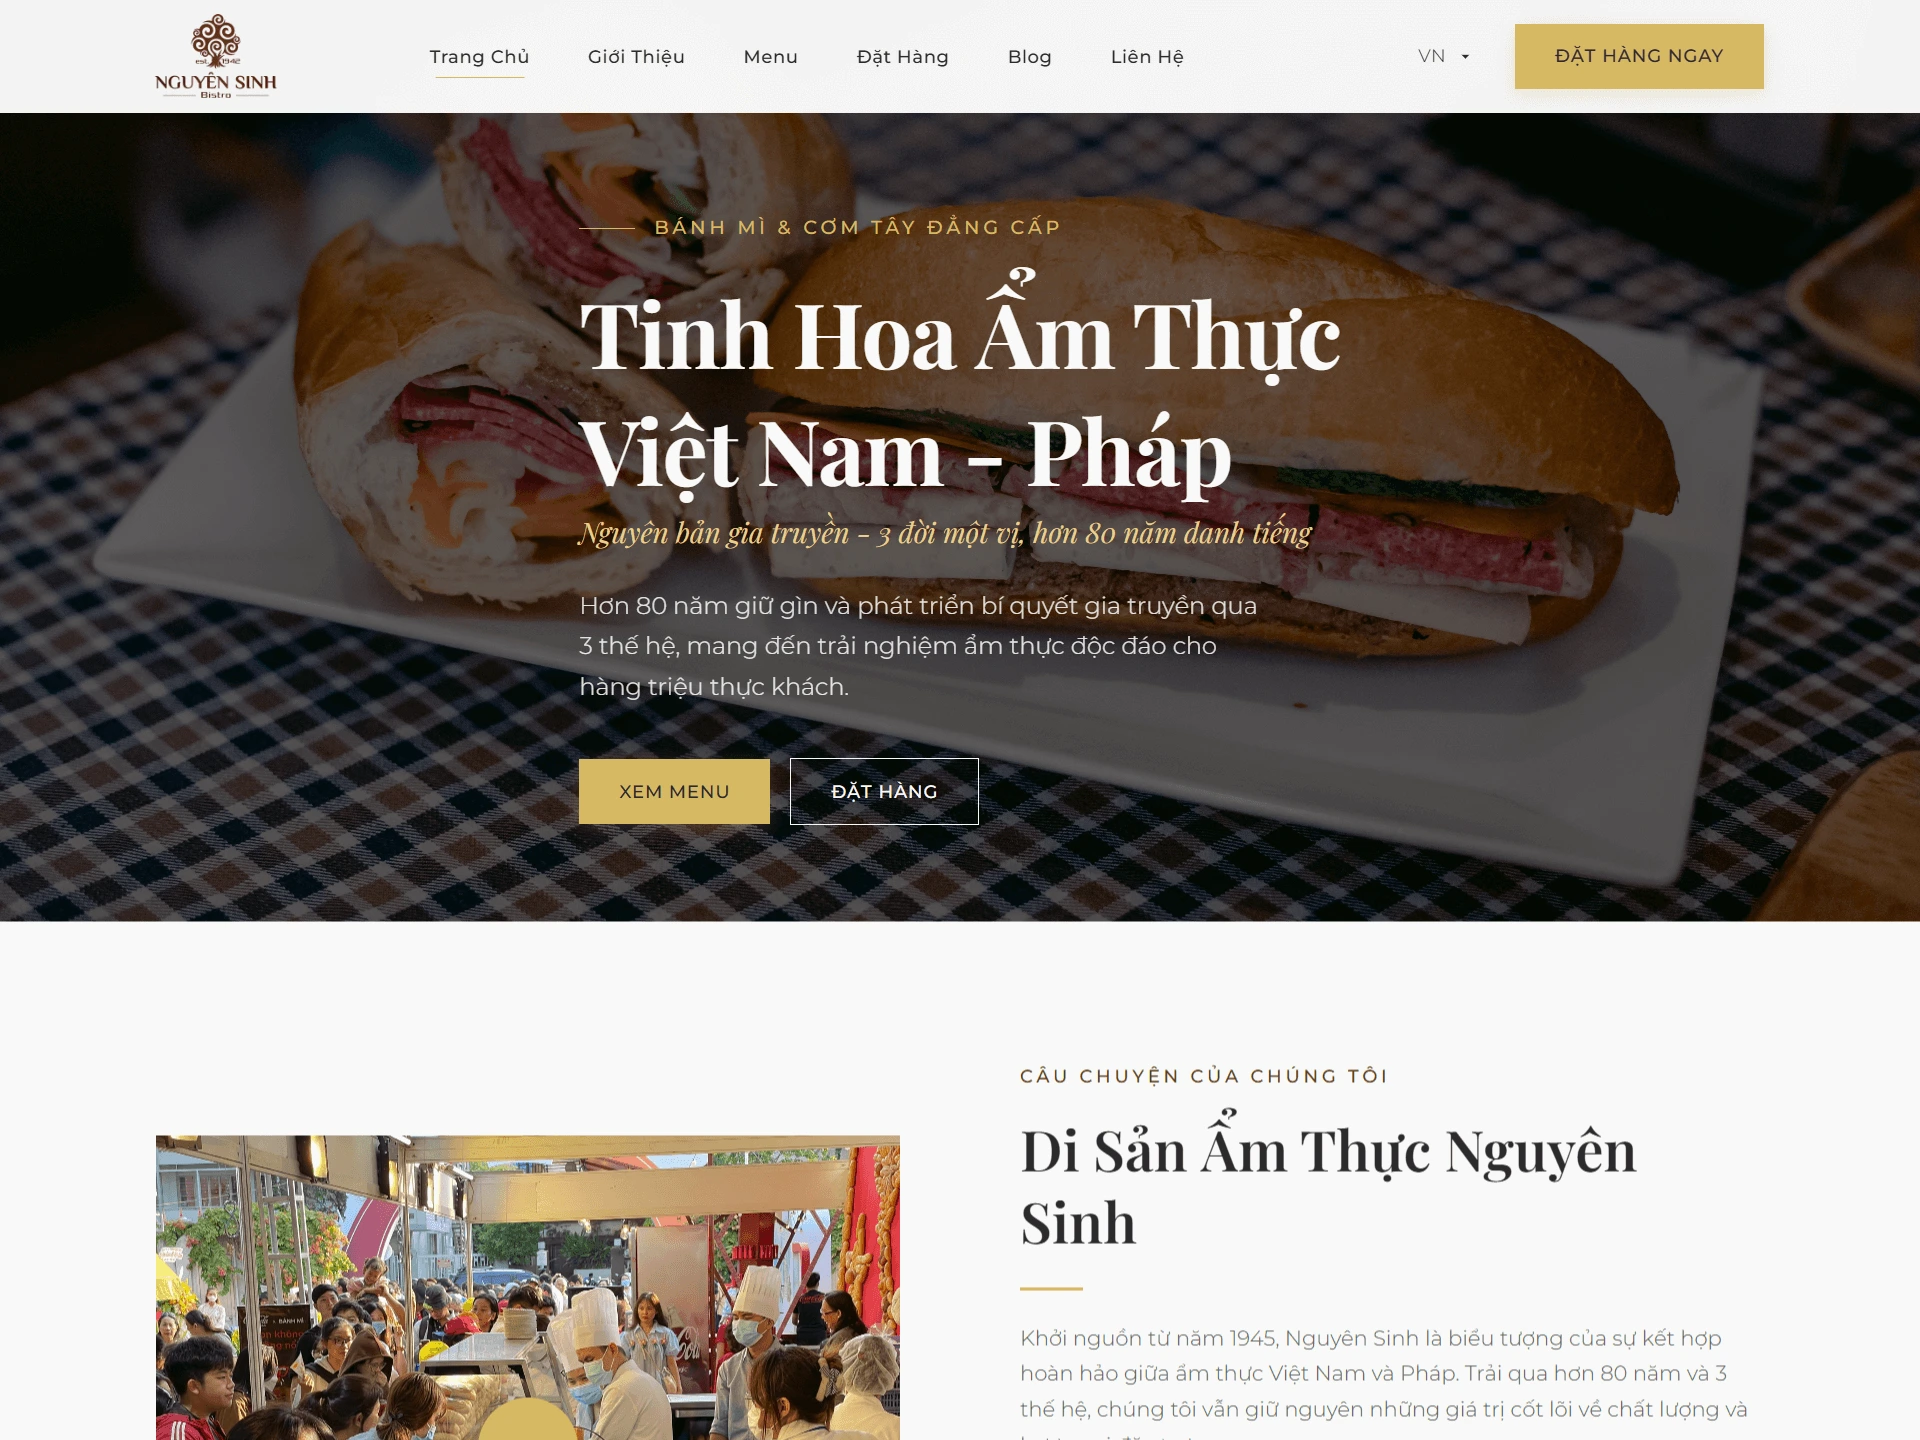 est. 1942
NGUYÊN SINH
Bistro
Trang Chủ
Giới Thiệu
Menu
Đặt Hàng
Blog
Liên Hệ
VN
ĐẶT HÀNG NGAY
BÁNH MÌ & CƠM TÂY ĐẲNG CẤP
Tinh Hoa Ẩm Thực
Việt Nam - Pháp
Nguyên bản gia truyền - 3 đời một vị, hơn 80 năm danh tiếng
Hơn 80 năm giữ gìn và phát triển bí quyết gia truyền qua
3 thế hệ, mang đến trải nghiệm ẩm thực độc đáo cho
hàng triệu thực khách.
XEM MENU
ĐẶT HÀNG
CÂU CHUYỆN CỦA CHÚNG TÔI
Di Sản Ẩm Thực Nguyên
Sinh
Khởi nguồn từ năm 1945, Nguyên Sinh là biểu tượng của sự kết hợp
hoàn hảo giữa ẩm thực Việt Nam và Pháp. Trải qua hơn 80 năm và 3
thế hệ, chúng tôi vẫn giữ nguyên những giá trị cốt lõi về chất lượng và